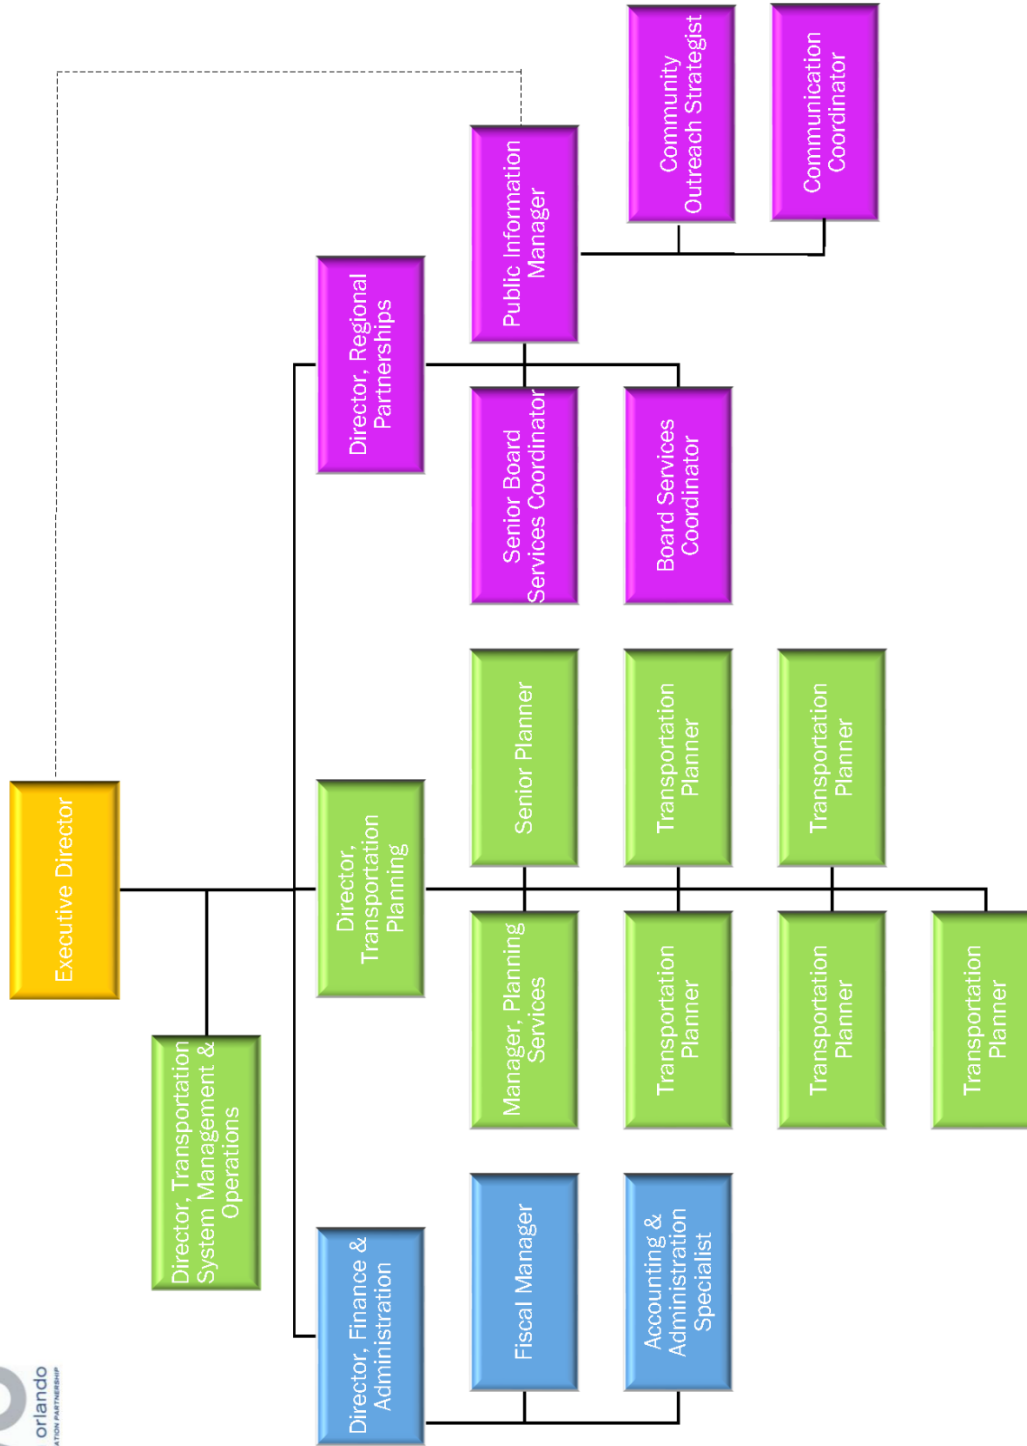 orlando
ATION PARTNERSHIP
Executive Director
Director, Transportation
System Management &
Operations
Director, Finance &
Administration
Director,
Transportation
Planning
Director, Regional
Partnerships
Fiscal Manager
Manager, Planning
Services
Senior Planner
Senior Board
Services Coordinator
Public Information
Manager
Accounting &
Administration
Specialist
Transportation
Planner
Transportation
Planner
Board Services
Coordinator
Community
Outreach Strategist
Transportation
Planner
Transportation
Planner
Communication
Coordinator
Transportation
Planner